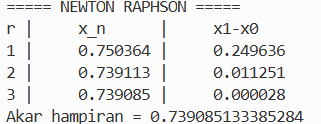 ===== NEWTON RAPHSON =====
r | x_n | x1-x0
1 | 0.750364 | 0.249636
2 | 0.739113 | 0.011251
3 | 0.739085 | 0.000028
Akar hampiran = 0.739085133385284